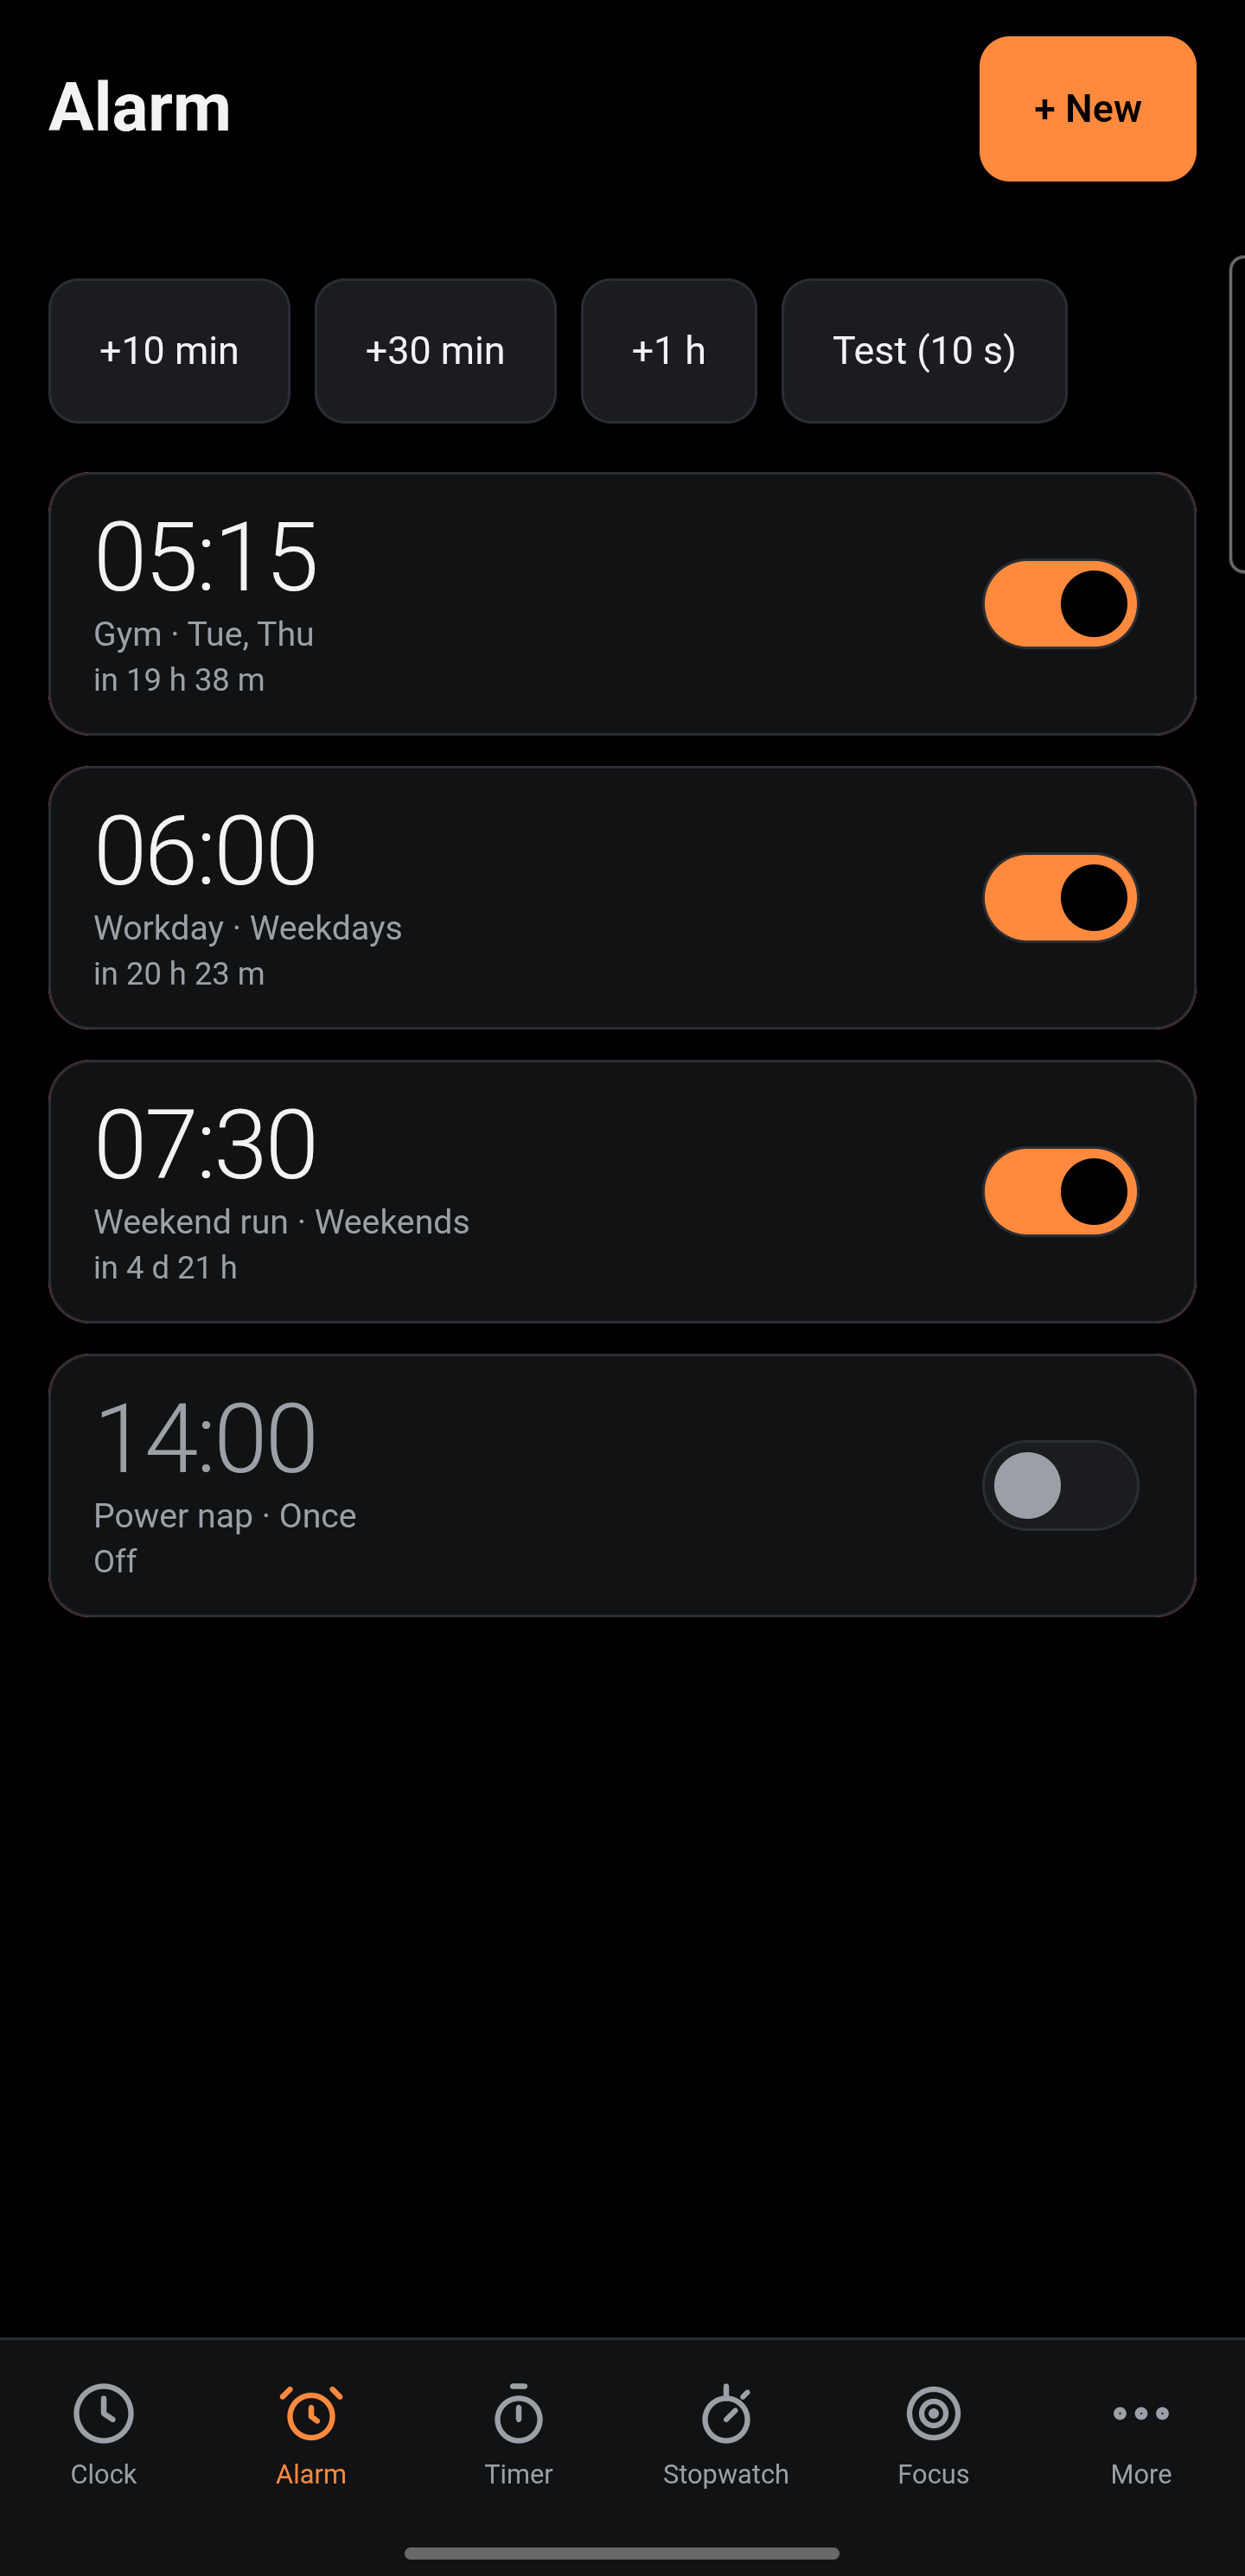 Alarm
+ New
+10 min
+30 min
+1 h
Test (10 s)
05:15
Gym · Tue, Thu
in 19 h 38 m
06:00
Workday · Weekdays
in 20 h 23 m
07:30
Weekend run · Weekends
in 4 d 21 h
14:00
Power nap · Once
Off
Clock
Alarm
Timer
Stopwatch
Focus
More